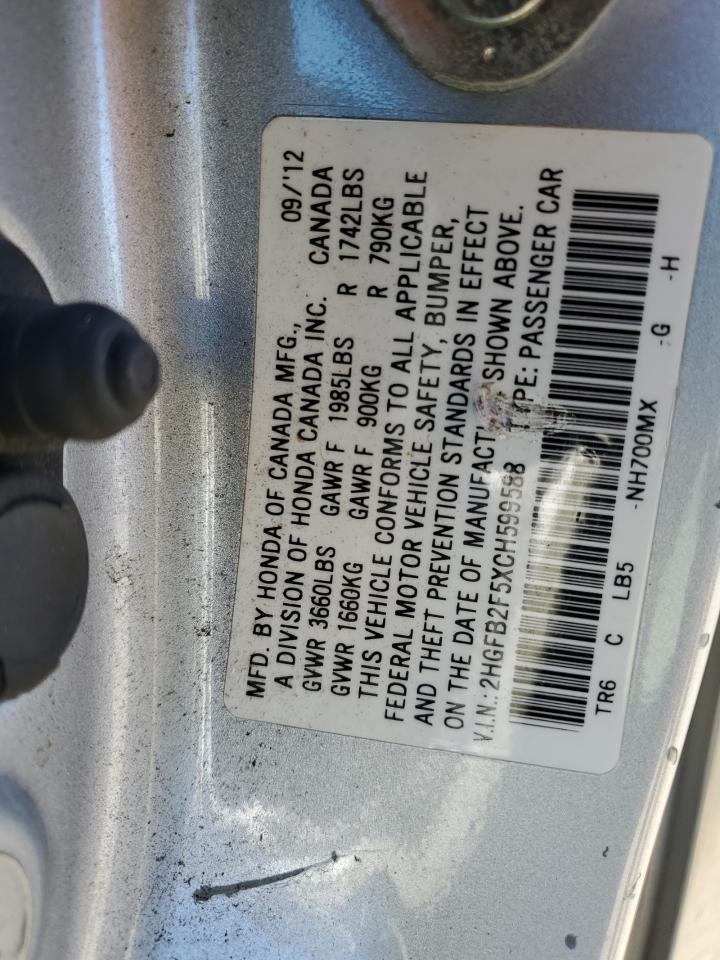 MFD. BY HONDA OF CANADA MFG., 09/'12
A DIVISION OF HONDA CANADA INC. CANADA
GVWR 3660LBS GAWR F 1985LBS R 1742LBS
GVWR 1660KG GAWR F 900KG R 790KG
THIS VEHICLE CONFORMS TO ALL APPLICABLE
FEDERAL MOTOR VEHICLE SAFETY, BUMPER,
AND THEFT PREVENTION STANDARDS IN EFFECT
ON THE DATE OF MANUFACT SHOWN ABOVE.
V.I.N.: 2HGFB2F5XCH599588 PE: PASSENGER CAR
TR6 C LB5 -NH700MX -G -H